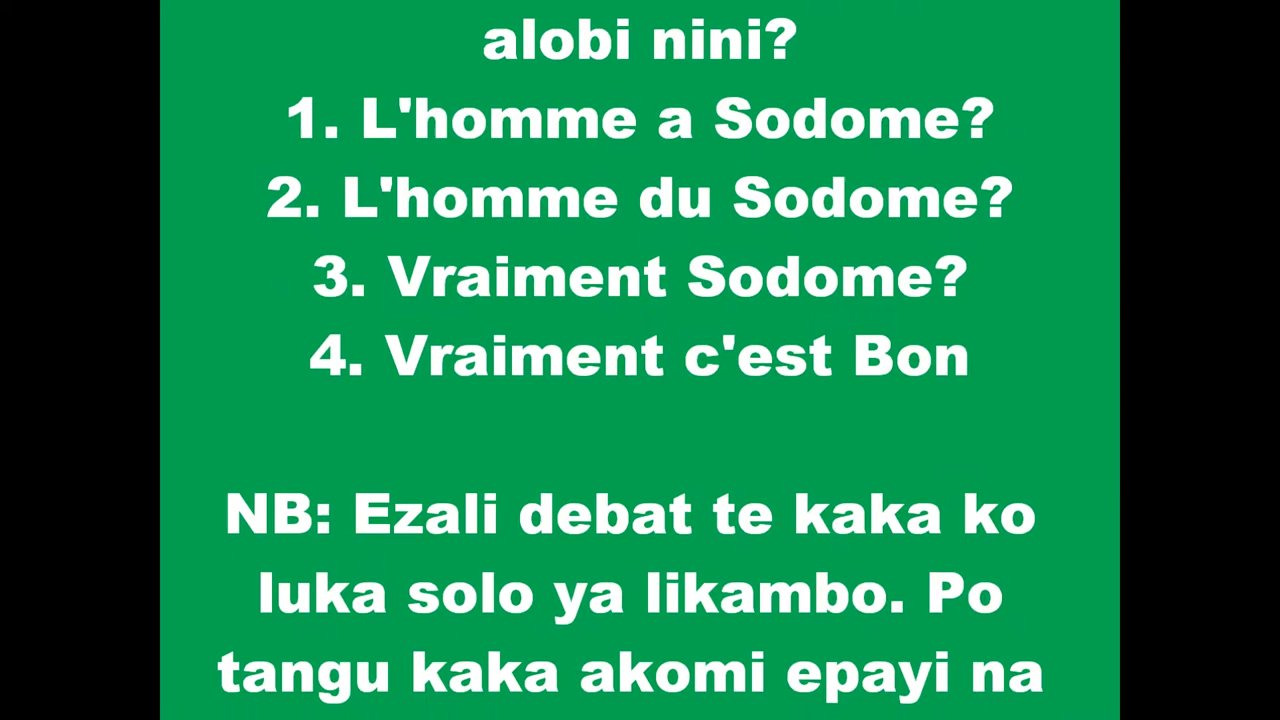 alobi nini?
1. L'homme a Sodome?
2. L'homme du Sodome?
3. Vraiment Sodome?
4. Vraiment c'est Bon
NB: Ezali debat te kaka ko
luka solo ya likambo. Po
tangu kaka akomi epayi na